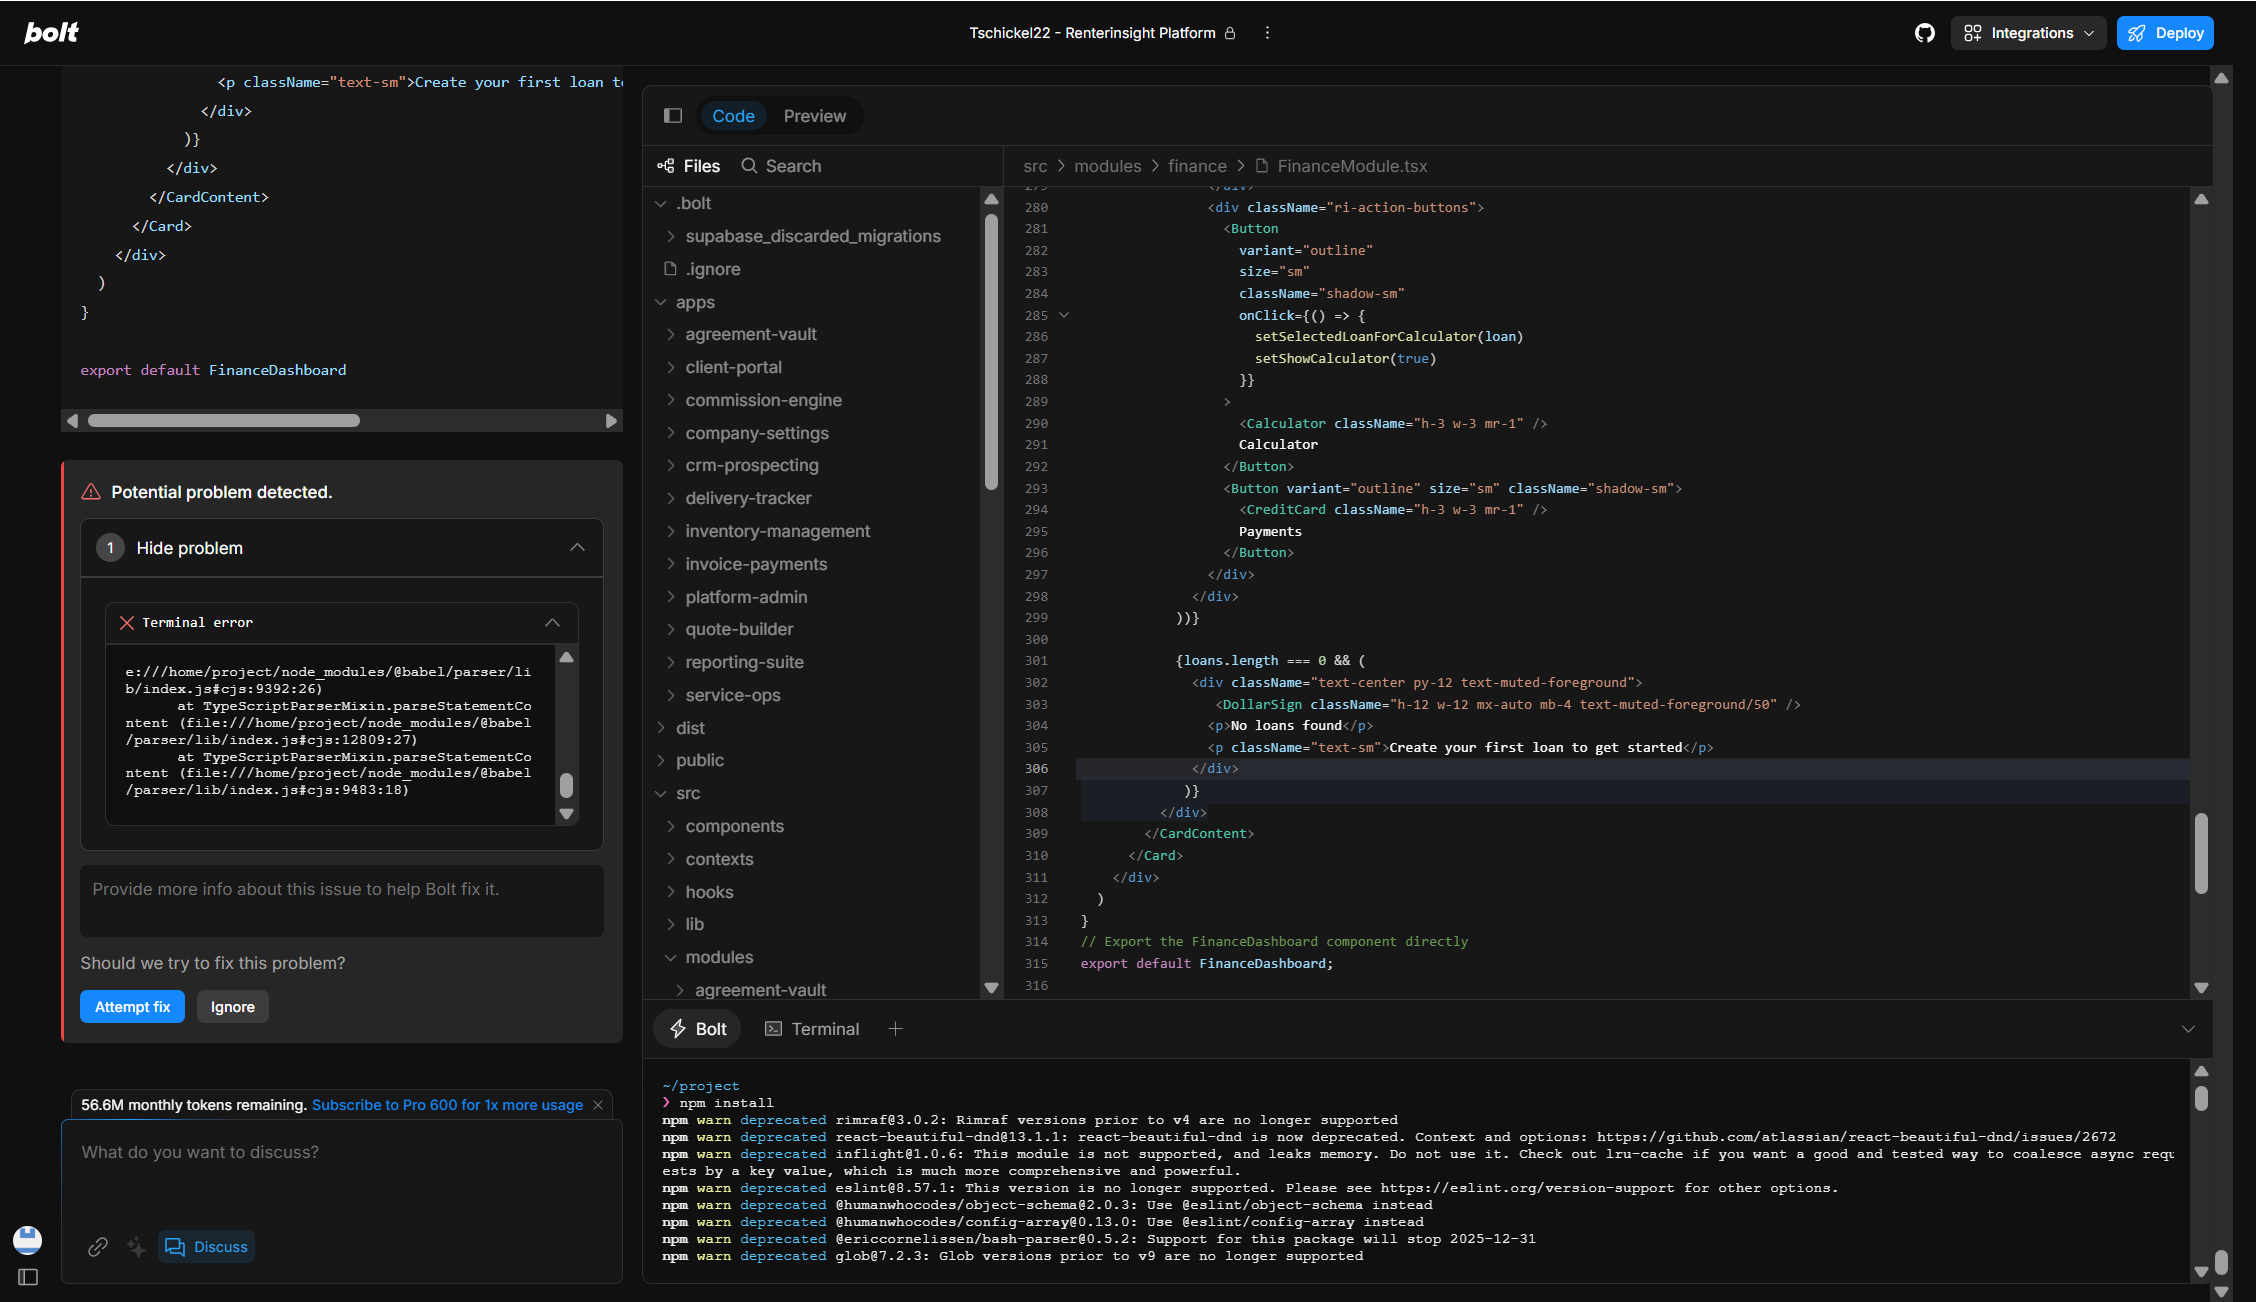 bolt
Tschickel22 - Renterinsight Platform
Integrations
Deploy
<p className="text-sm">Create your first loan t
</div>
)}
</div>
</CardContent>
</Card>
</div>
)
}
export default FinanceDashboard
Potential problem detected.
1 Hide problem
Terminal error
e:///home/project/node_modules/@babel/parser/li
b/index.js#cjs:9392:26)
at TypeScriptParserMixin.parseStatementCo
ntent (file:///home/project/node_modules/@babel
/parser/lib/index.js#cjs:12809:27)
at TypeScriptParserMixin.parseStatementCo
ntent (file:///home/project/node_modules/@babel
/parser/lib/index.js#cjs:9483:18)
Provide more info about this issue to help Bolt fix it.
Should we try to fix this problem?
Attempt fix
Ignore
56.6M monthly tokens remaining. Subscribe to Pro 600 for 1x more usage
What do you want to discuss?
Discuss
Code
Preview
Files
Search
.bolt
supabase_discarded_migrations
.ignore
apps
agreement-vault
client-portal
commission-engine
company-settings
crm-prospecting
delivery-tracker
inventory-management
invoice-payments
platform-admin
quote-builder
reporting-suite
service-ops
dist
public
src
components
contexts
hooks
lib
modules
agreement-vault
src > modules > finance > FinanceModule.tsx
279 </div>
280 <div className="ri-action-buttons">
281 <Button
282 variant="outline"
283 size="sm"
284 className="shadow-sm"
285 onClick={() => {
286 setSelectedLoanForCalculator(loan)
287 setShowCalculator(true)
288 }}
289 >
290 <Calculator className="h-3 w-3 mr-1" />
291 Calculator
292 </Button>
293 <Button variant="outline" size="sm" className="shadow-sm">
294 <CreditCard className="h-3 w-3 mr-1" />
295 Payments
296 </Button>
297 </div>
298 </div>
299 ))}
300
301 {loans.length === 0 && (
302 <div className="text-center py-12 text-muted-foreground">
303 <DollarSign className="h-12 w-12 mx-auto mb-4 text-muted-foreground/50" />
304 <p>No loans found</p>
305 <p className="text-sm">Create your first loan to get started</p>
306 </div>
307 )}
308 </div>
309 </CardContent>
310 </Card>
311 </div>
312 )
313 }
314 // Export the FinanceDashboard component directly
315 export default FinanceDashboard;
316
Bolt
Terminal
~/project
❯ npm install
npm warn deprecated rimraf@3.0.2: Rimraf versions prior to v4 are no longer supported
npm warn deprecated react-beautiful-dnd@13.1.1: react-beautiful-dnd is now deprecated. Context and options: https://github.com/atlassian/react-beautiful-dnd/issues/2672
npm warn deprecated inflight@1.0.6: This module is not supported, and leaks memory. Do not use it. Check out lru-cache if you want a good and tested way to coalesce async requ
ests by a key value, which is much more comprehensive and powerful.
npm warn deprecated eslint@8.57.1: This version is no longer supported. Please see https://eslint.org/version-support for other options.
npm warn deprecated @humanwhocodes/object-schema@2.0.3: Use @eslint/object-schema instead
npm warn deprecated @humanwhocodes/config-array@0.13.0: Use @eslint/config-array instead
npm warn deprecated @ericcornelissen/bash-parser@0.5.2: Support for this package will stop 2025-12-31
npm warn deprecated glob@7.2.3: Glob versions prior to v9 are no longer supported